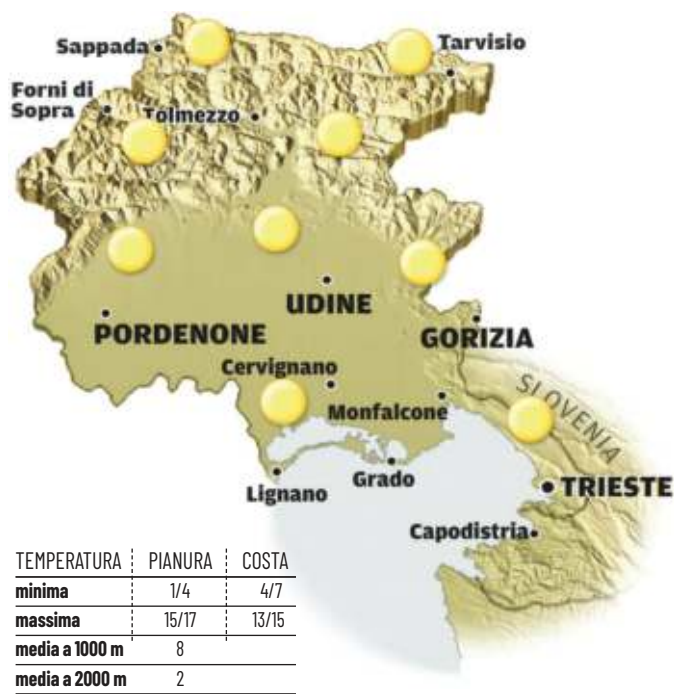 Sappada
Tarvisio
Forni di
Sopra
Tolmezzo
UDINE
PORDENONE
GORIZIA
Cervignano
SLOVENIA
Monfalcone
Grado
Lignano
TRIESTE
Capodistria
TEMPERATURA PIANURA COSTA
minima 1/4 4/7
massima 15/17 13/15
media a 1000 m 8
media a 2000 m 2